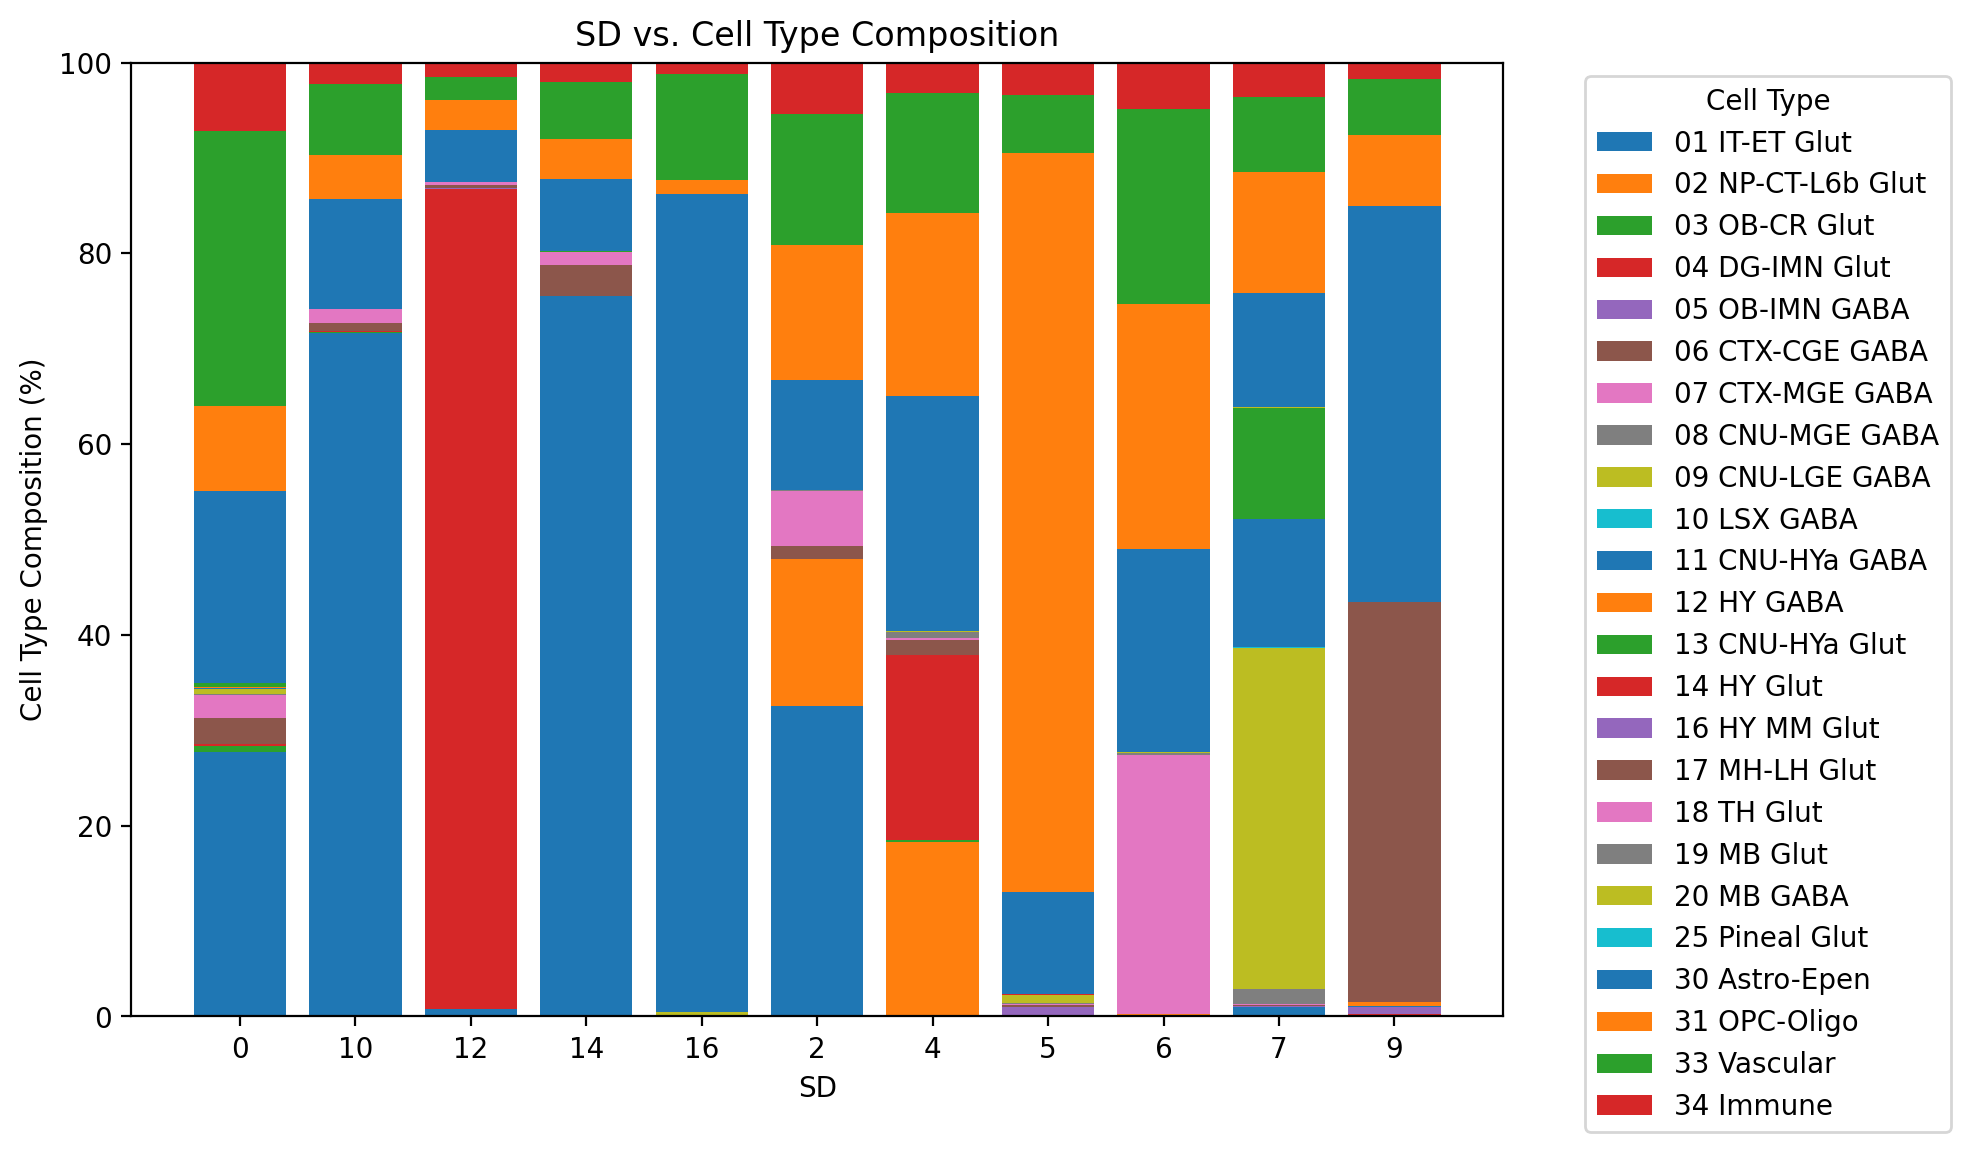 SD vs. Cell Type Composition
Cell Type Composition (%)
100
80
60
40
20
0
0 10 12 14 16 2 4 5 6 7 9
SD
Cell Type
01 IT-ET Glut
02 NP-CT-L6b Glut
03 OB-CR Glut
04 DG-IMN Glut
05 OB-IMN GABA
06 CTX-CGE GABA
07 CTX-MGE GABA
08 CNU-MGE GABA
09 CNU-LGE GABA
10 LSX GABA
11 CNU-HYa GABA
12 HY GABA
13 CNU-HYa Glut
14 HY Glut
16 HY MM Glut
17 MH-LH Glut
18 TH Glut
19 MB Glut
20 MB GABA
25 Pineal Glut
30 Astro-Epen
31 OPC-Oligo
33 Vascular
34 Immune